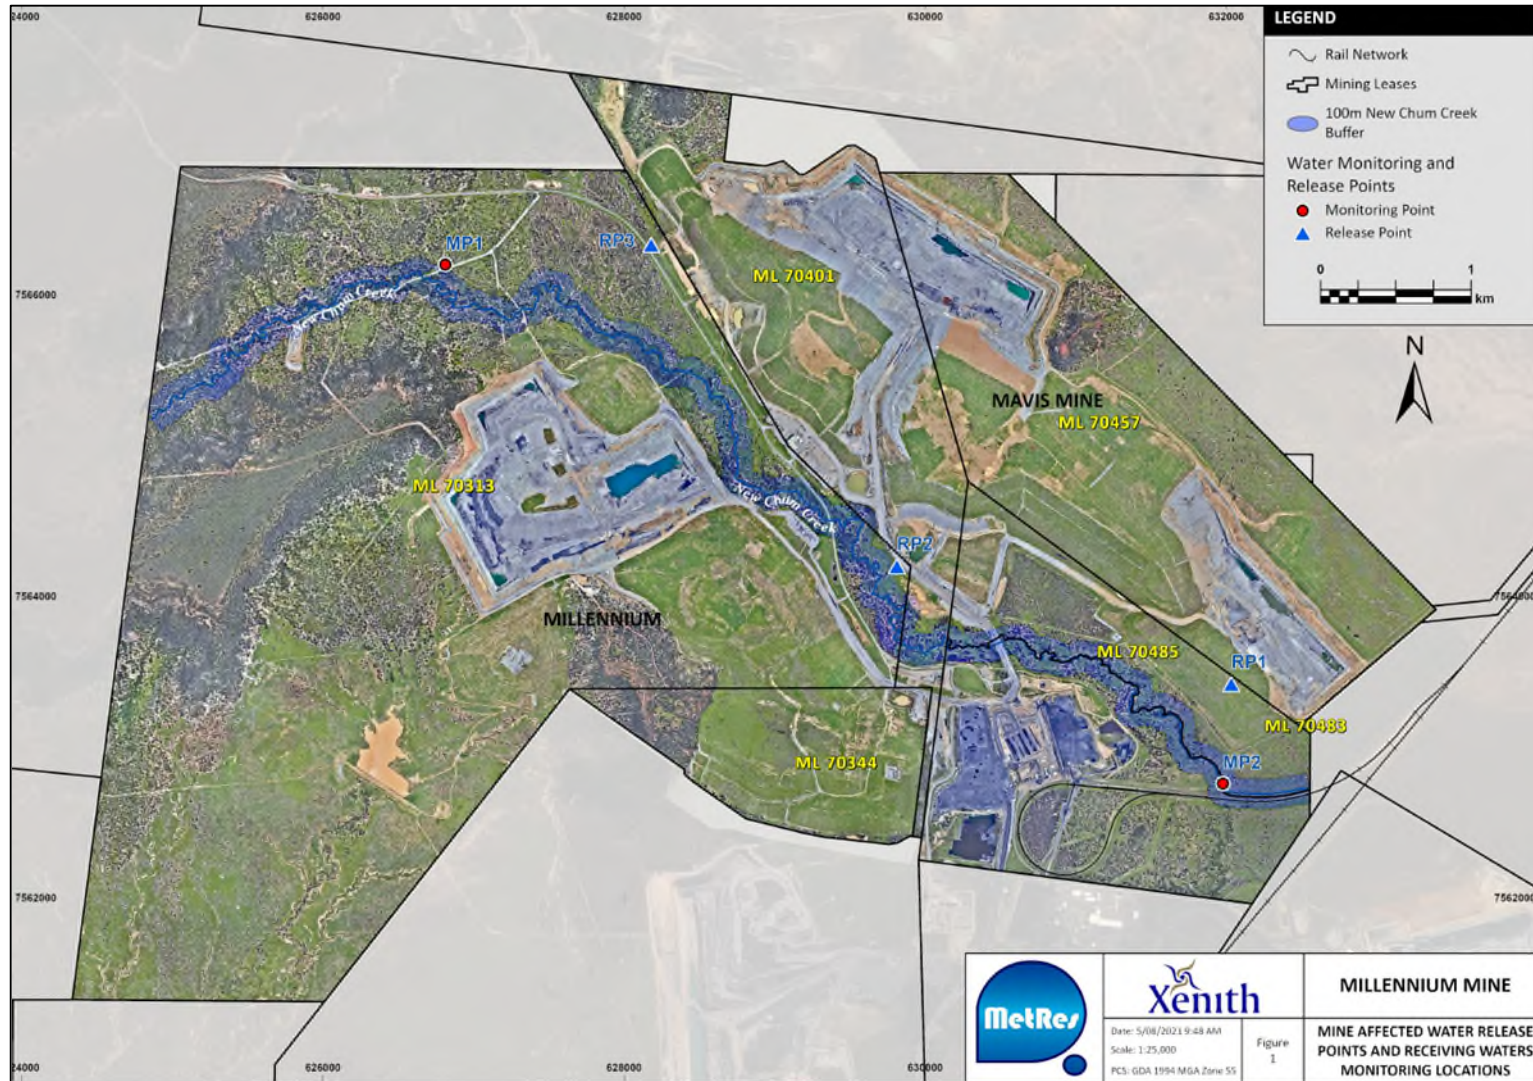 24000
626000
628000
630000
632000
LEGEND
Rail Network
Mining Leases
100m New Chum Creek
Buffer
Water Monitoring and
Release Points
Monitoring Point
Release Point
0
1
km
N
MP1
RP3
ML 70401
7566000
New Chum Creek
MAVIS MINE
ML 70457
ML 70313
New Chum Creek
RP2
7564000
7564000
MILLENNIUM
ML 70485
RP1
ML 70483
ML 70344
MP2
7562000
7562000
MetRes
Xenith
MILLENNIUM MINE
Date: 5/08/2021 9:48 AM
Scale: 1:25,000
PCS: GDA 1994 MGA Zone 55
Figure
1
MINE AFFECTED WATER RELEASE
POINTS AND RECEIVING WATERS
MONITORING LOCATIONS
24000
626000
628000
630000